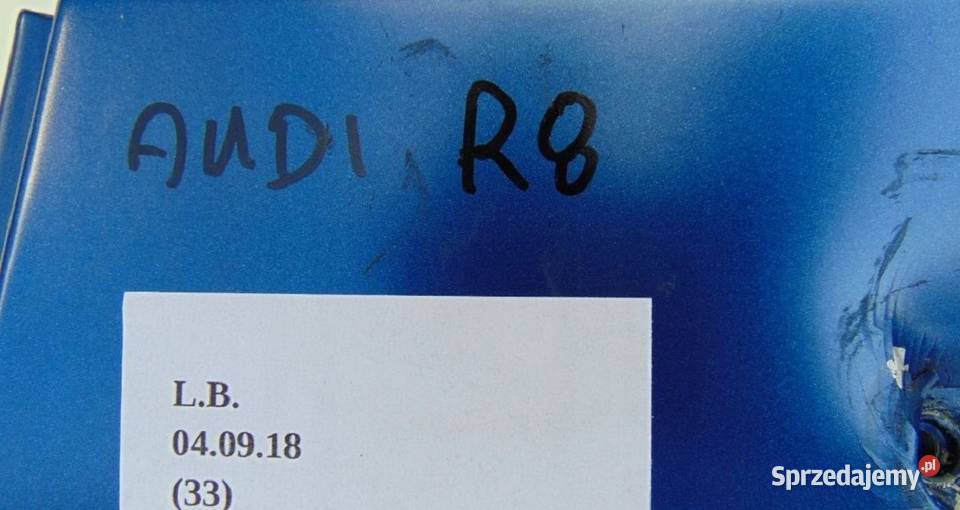 AUDI R8
L.B.
04.09.18
(33)
Sprzedajemy.pl